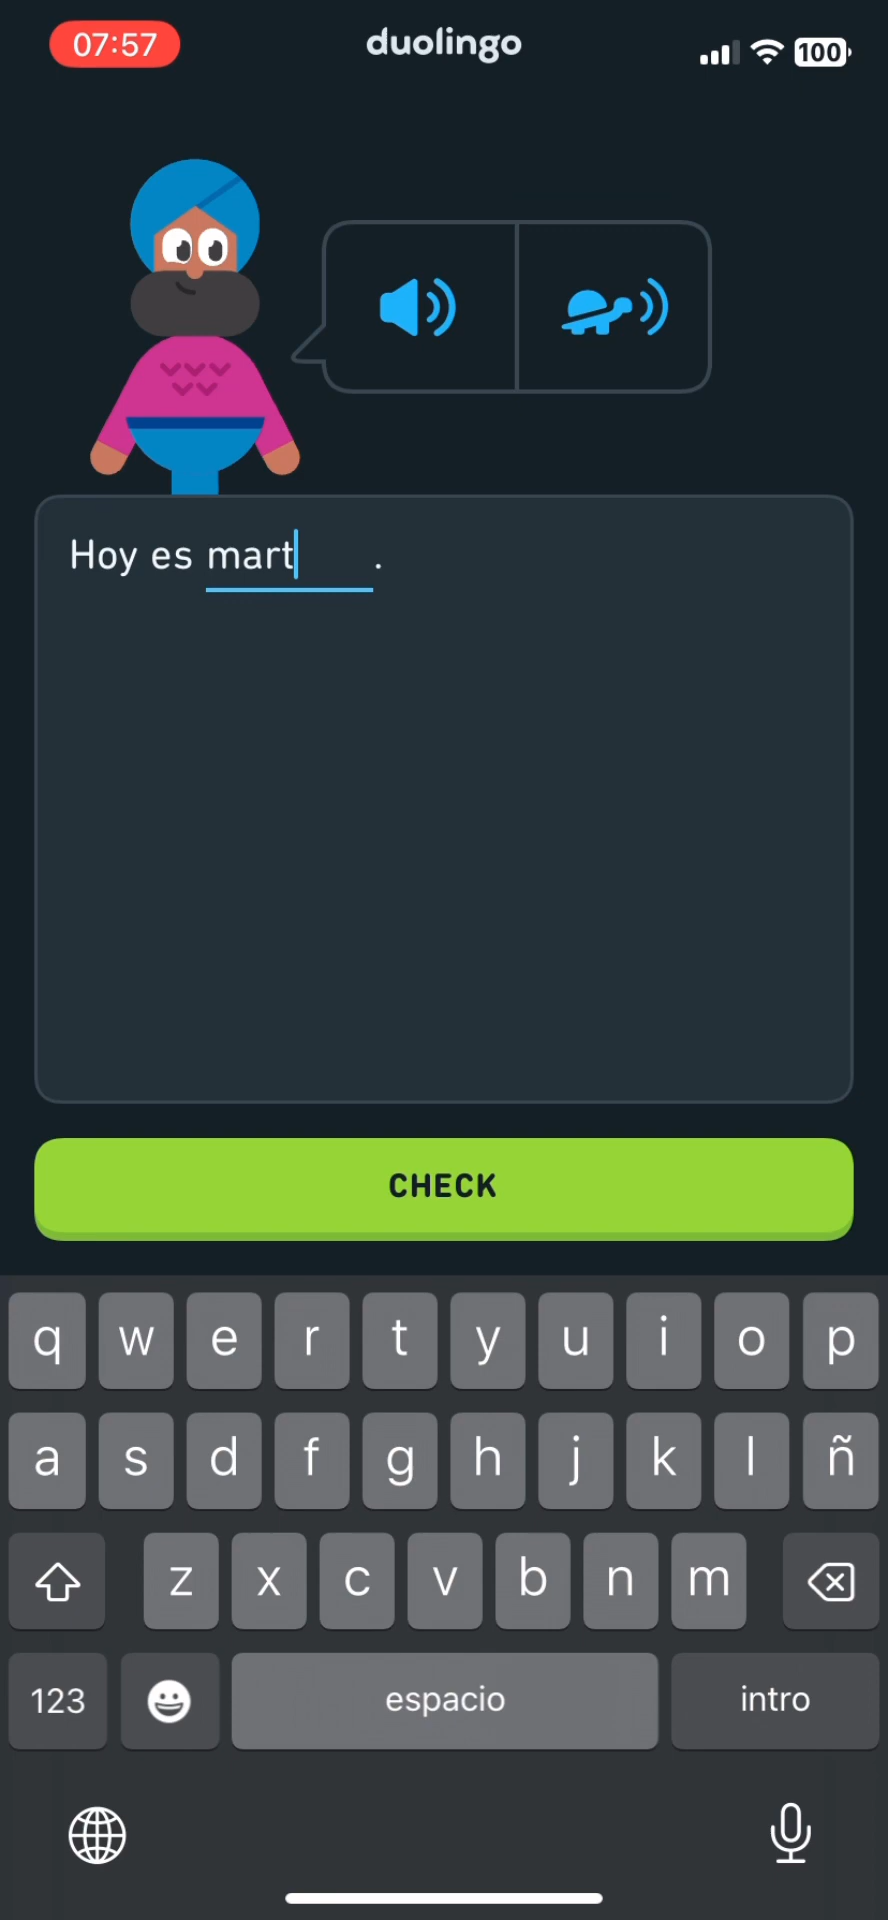 07:57
duolingo
100
Hoy es mart .
CHECK
q w e r t y u i o p
a s d f g h j k l ñ
z x c v b n m
123 espacio intro